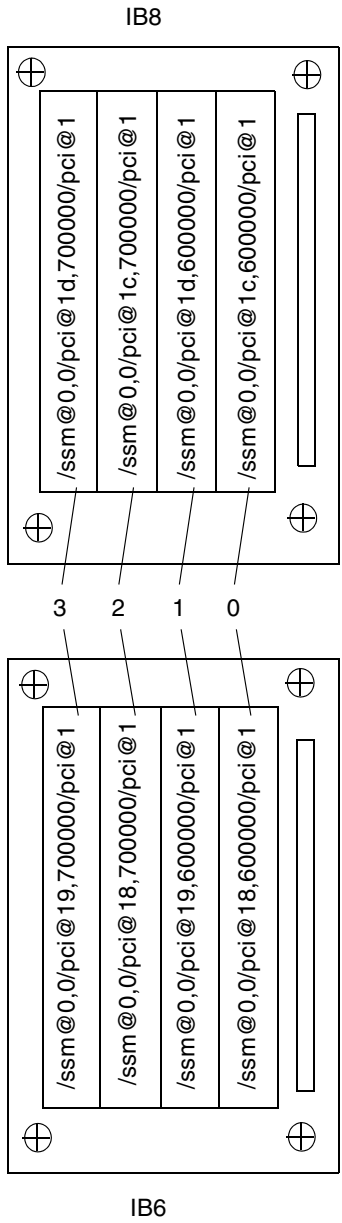 IB8
/ssm@0,0/pci@1d,700000/pci@1
/ssm@0,0/pci@1c,700000/pci@1
/ssm@0,0/pci@1d,600000/pci@1
/ssm@0,0/pci@1c,600000/pci@1
3 2 1 0
/ssm@0,0/pci@19,700000/pci@1
/ssm@0,0/pci@18,700000/pci@1
/ssm@0,0/pci@19,600000/pci@1
/ssm@0,0/pci@18,600000/pci@1
IB6